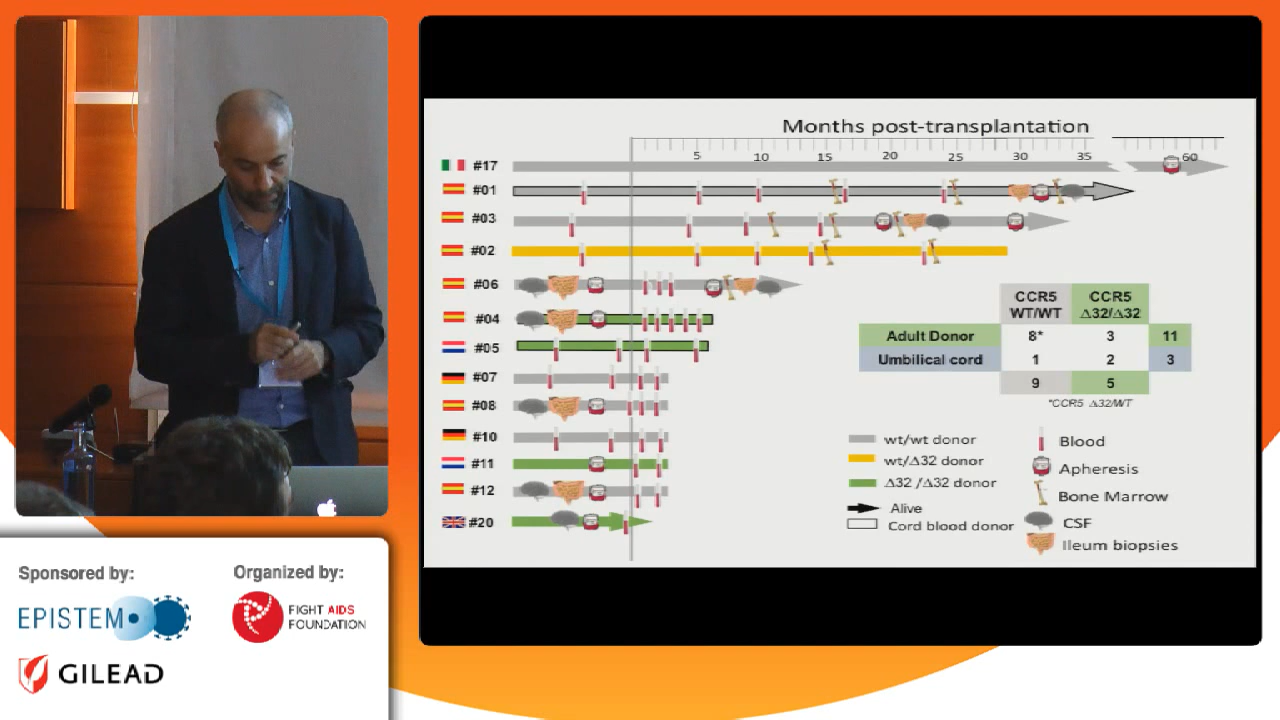 Months post-transplantation
5 10 15 20 25 30 35 60
#17
#01
#03
#02
#06
#04
#05
#07
#08
#10
#11
#12
#20
CCR5 WT/WT
CCR5 Δ32/Δ32
Adult Donor 8* 3 11
Umbilical cord 1 2 3
9 5
*CCR5 Δ32/WT
wt/wt donor
wt/Δ32 donor
Δ32 /Δ32 donor
Alive
Cord blood donor
Blood
Apheresis
Bone Marrow
CSF
Ileum biopsies
Sponsored by:
EPISTEM
GILEAD
Organized by:
FIGHT AIDS
FOUNDATION